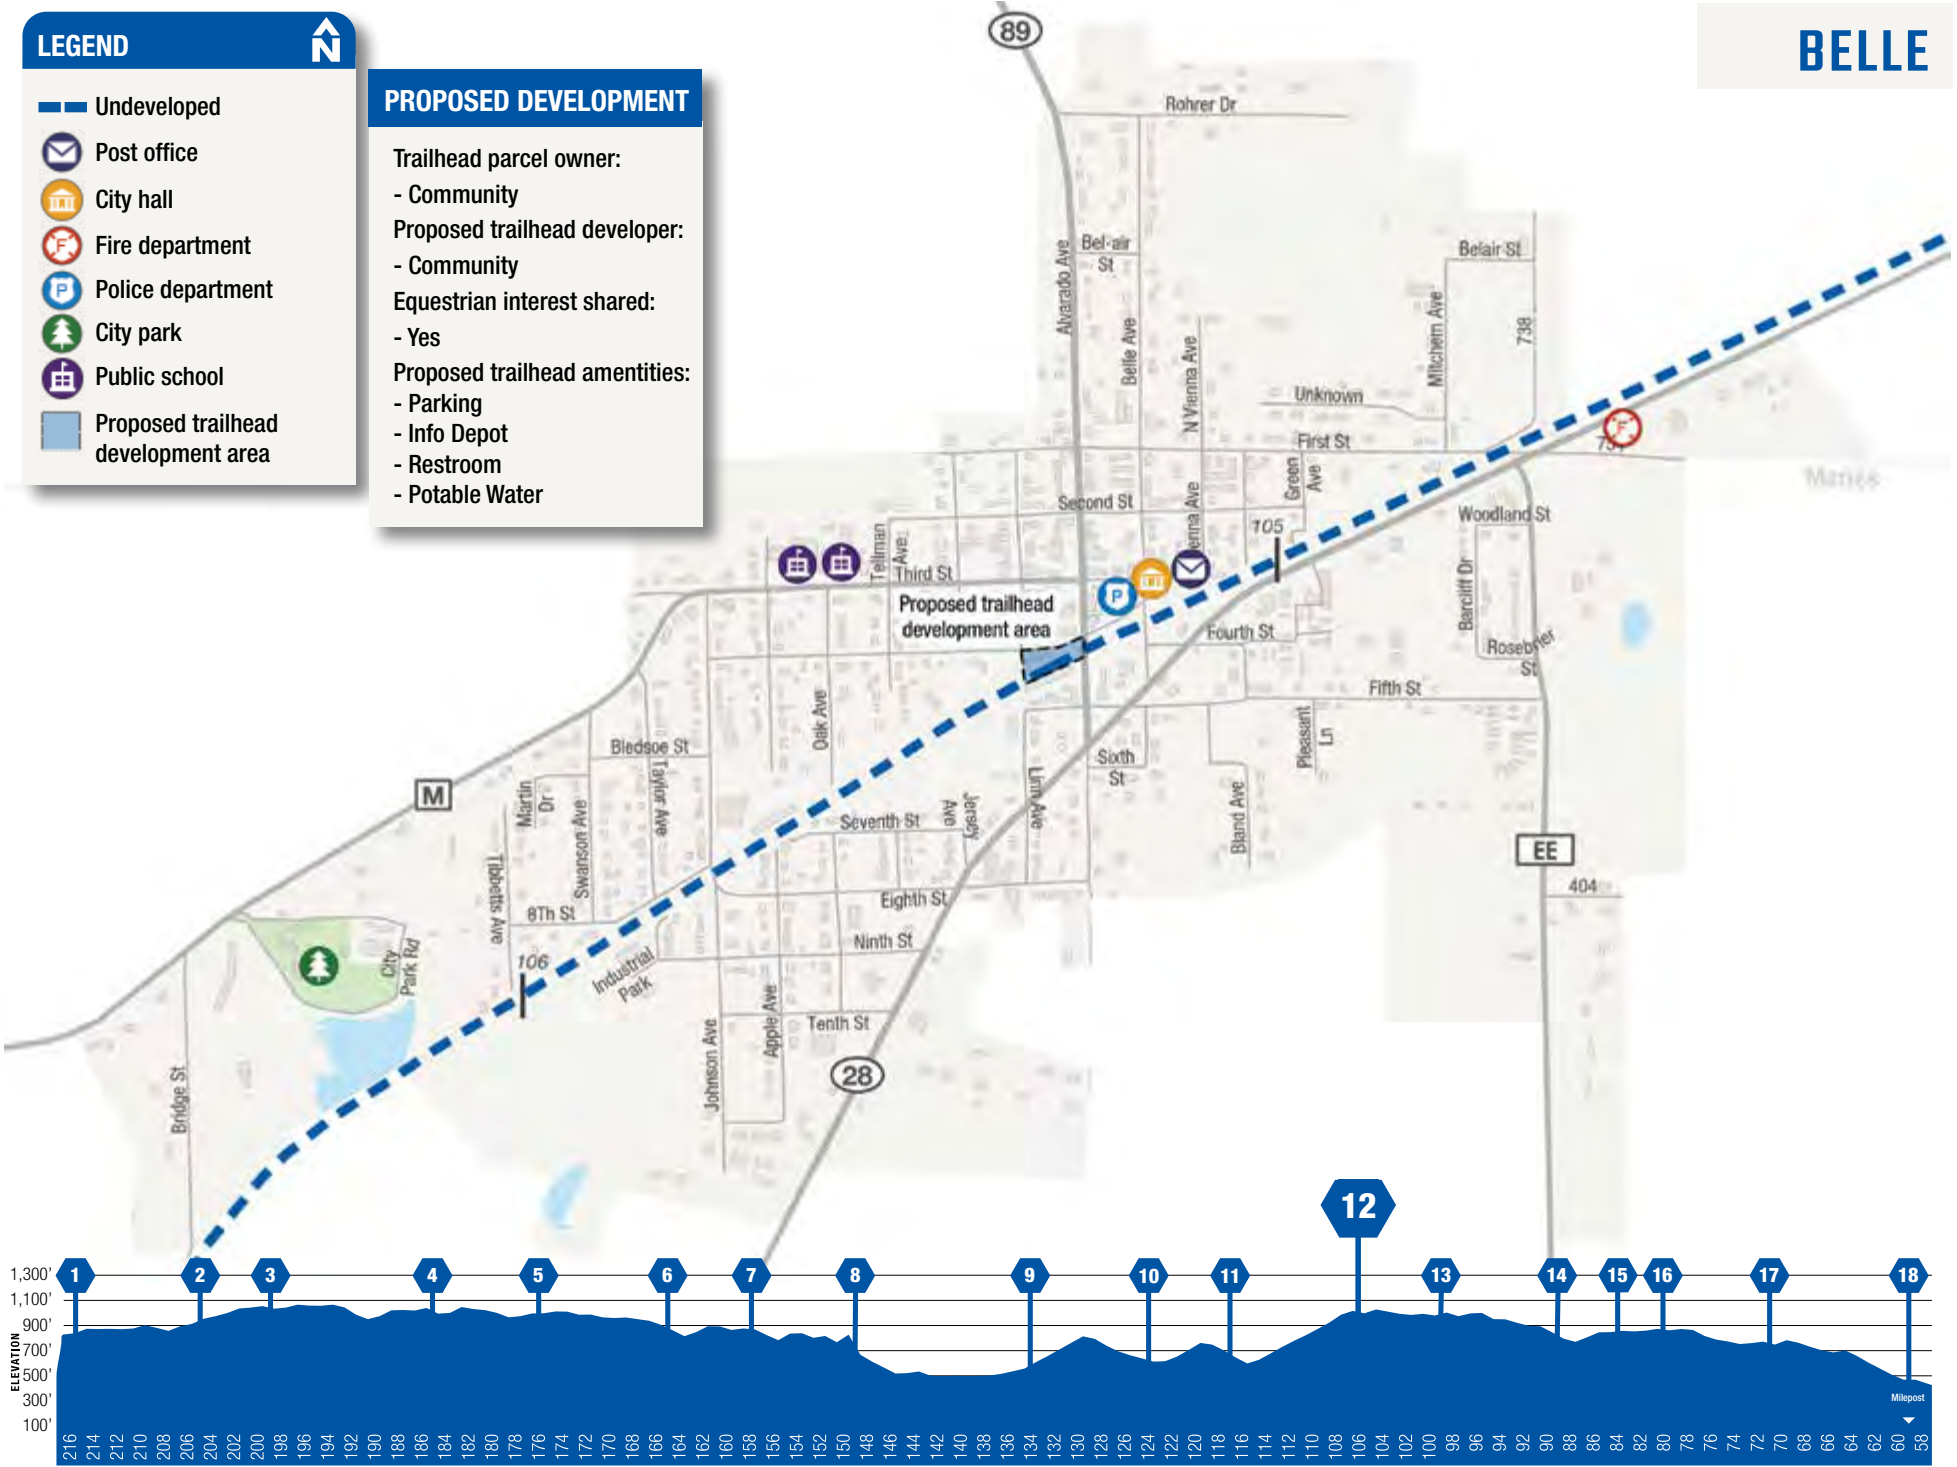 LEGEND
N
Undeveloped
Post office
City hall
F
Fire department
P
Police department
City park
Public school
Proposed trailhead
development area
PROPOSED DEVELOPMENT
Trailhead parcel owner:
- Community
Proposed trailhead developer:
- Community
Equestrian interest shared:
- Yes
Proposed trailhead amentities:
- Parking
- Info Depot
- Restroom
- Potable Water
BELLE
89
Rohrer Dr
Alvarado Ave
Bel-air
St
Belle Ave
N Vienna Ave
Belair St
Mitchem Ave
738
Unknown
First St
F
Green
Ave
Second St
105
Woodland St
Barcliff Dr
Rosebrier
St
Tellman
Ave
Third St
Proposed trailhead
development area
P
Fourth St
Fifth St
Pleasant
Ln
Oak Ave
Bledsoe St
Taylor Ave
Martin
Dr
Swanson Ave
Tibbetts Ave
M
Sixth
St
Linn Ave
Jersey
Ave
Bland Ave
Seventh St
Eighth St
8Th St
Ninth St
EE
404
106
Industrial
Park
City
Park Rd
Johnson Ave
Apple Ave
Tenth St
28
Bridge St
12
1 2 3 4 5 6 7 8 9 10 11 13 14 15 16 17 18
ELEVATION
1,300'
1,100'
900'
700'
500'
300'
100'
Milepost
216 214 212 210 208 206 204 202 200 198 196 194 192 190 188 186 184 182 180 178 176 174 172 170 168 166 164 162 160 158 156 154 152 150 148 146 144 142 140 138 136 134 132 130 128 126 124 122 120 118 116 114 112 110 108 106 104 102 100 98 96 94 92 90 88 86 84 82 80 78 76 74 72 70 68 66 64 62 60 58